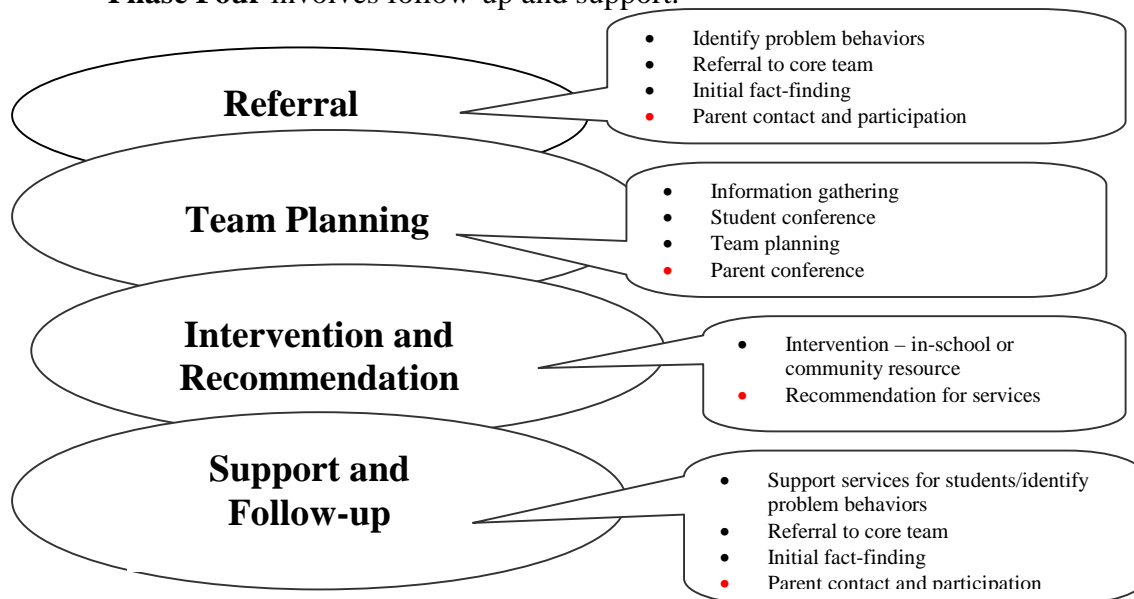 Phase Four involves follow-up and support.
Referral
• Identify problem behaviors
• Referral to core team
• Initial fact-finding
• Parent contact and participation
Team Planning
• Information gathering
• Student conference
• Team planning
• Parent conference
Intervention and
Recommendation
• Intervention – in-school or
community resource
• Recommendation for services
Support and
Follow-up
• Support services for students/identify
problem behaviors
• Referral to core team
• Initial fact-finding
• Parent contact and participation